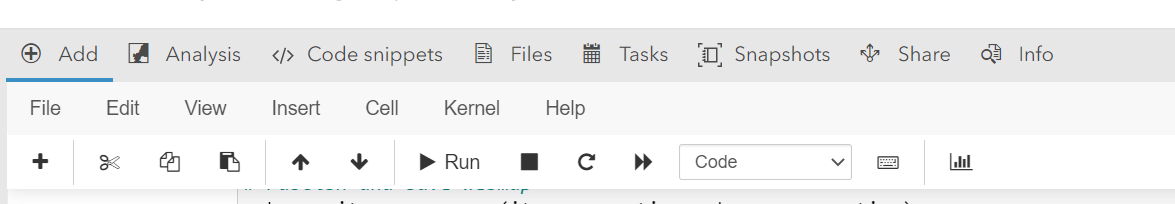 Add Analysis </> Code snippets Files Tasks Snapshots Share Info
File Edit View Insert Cell Kernel Help
Run Code